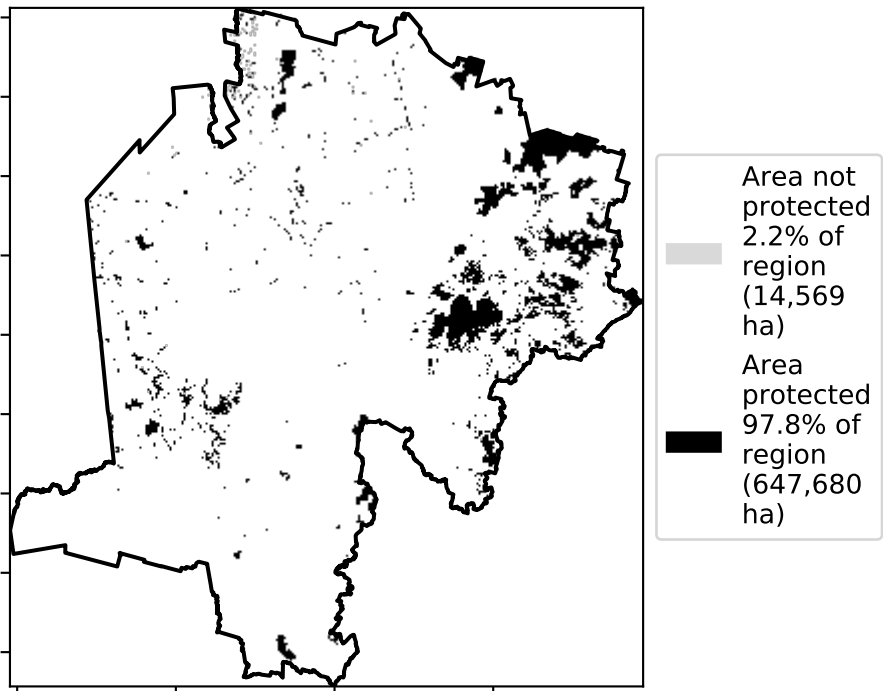 Area not
protected
2.2% of
region
(14,569
ha)
Area
protected
97.8% of
region
(647,680
ha)